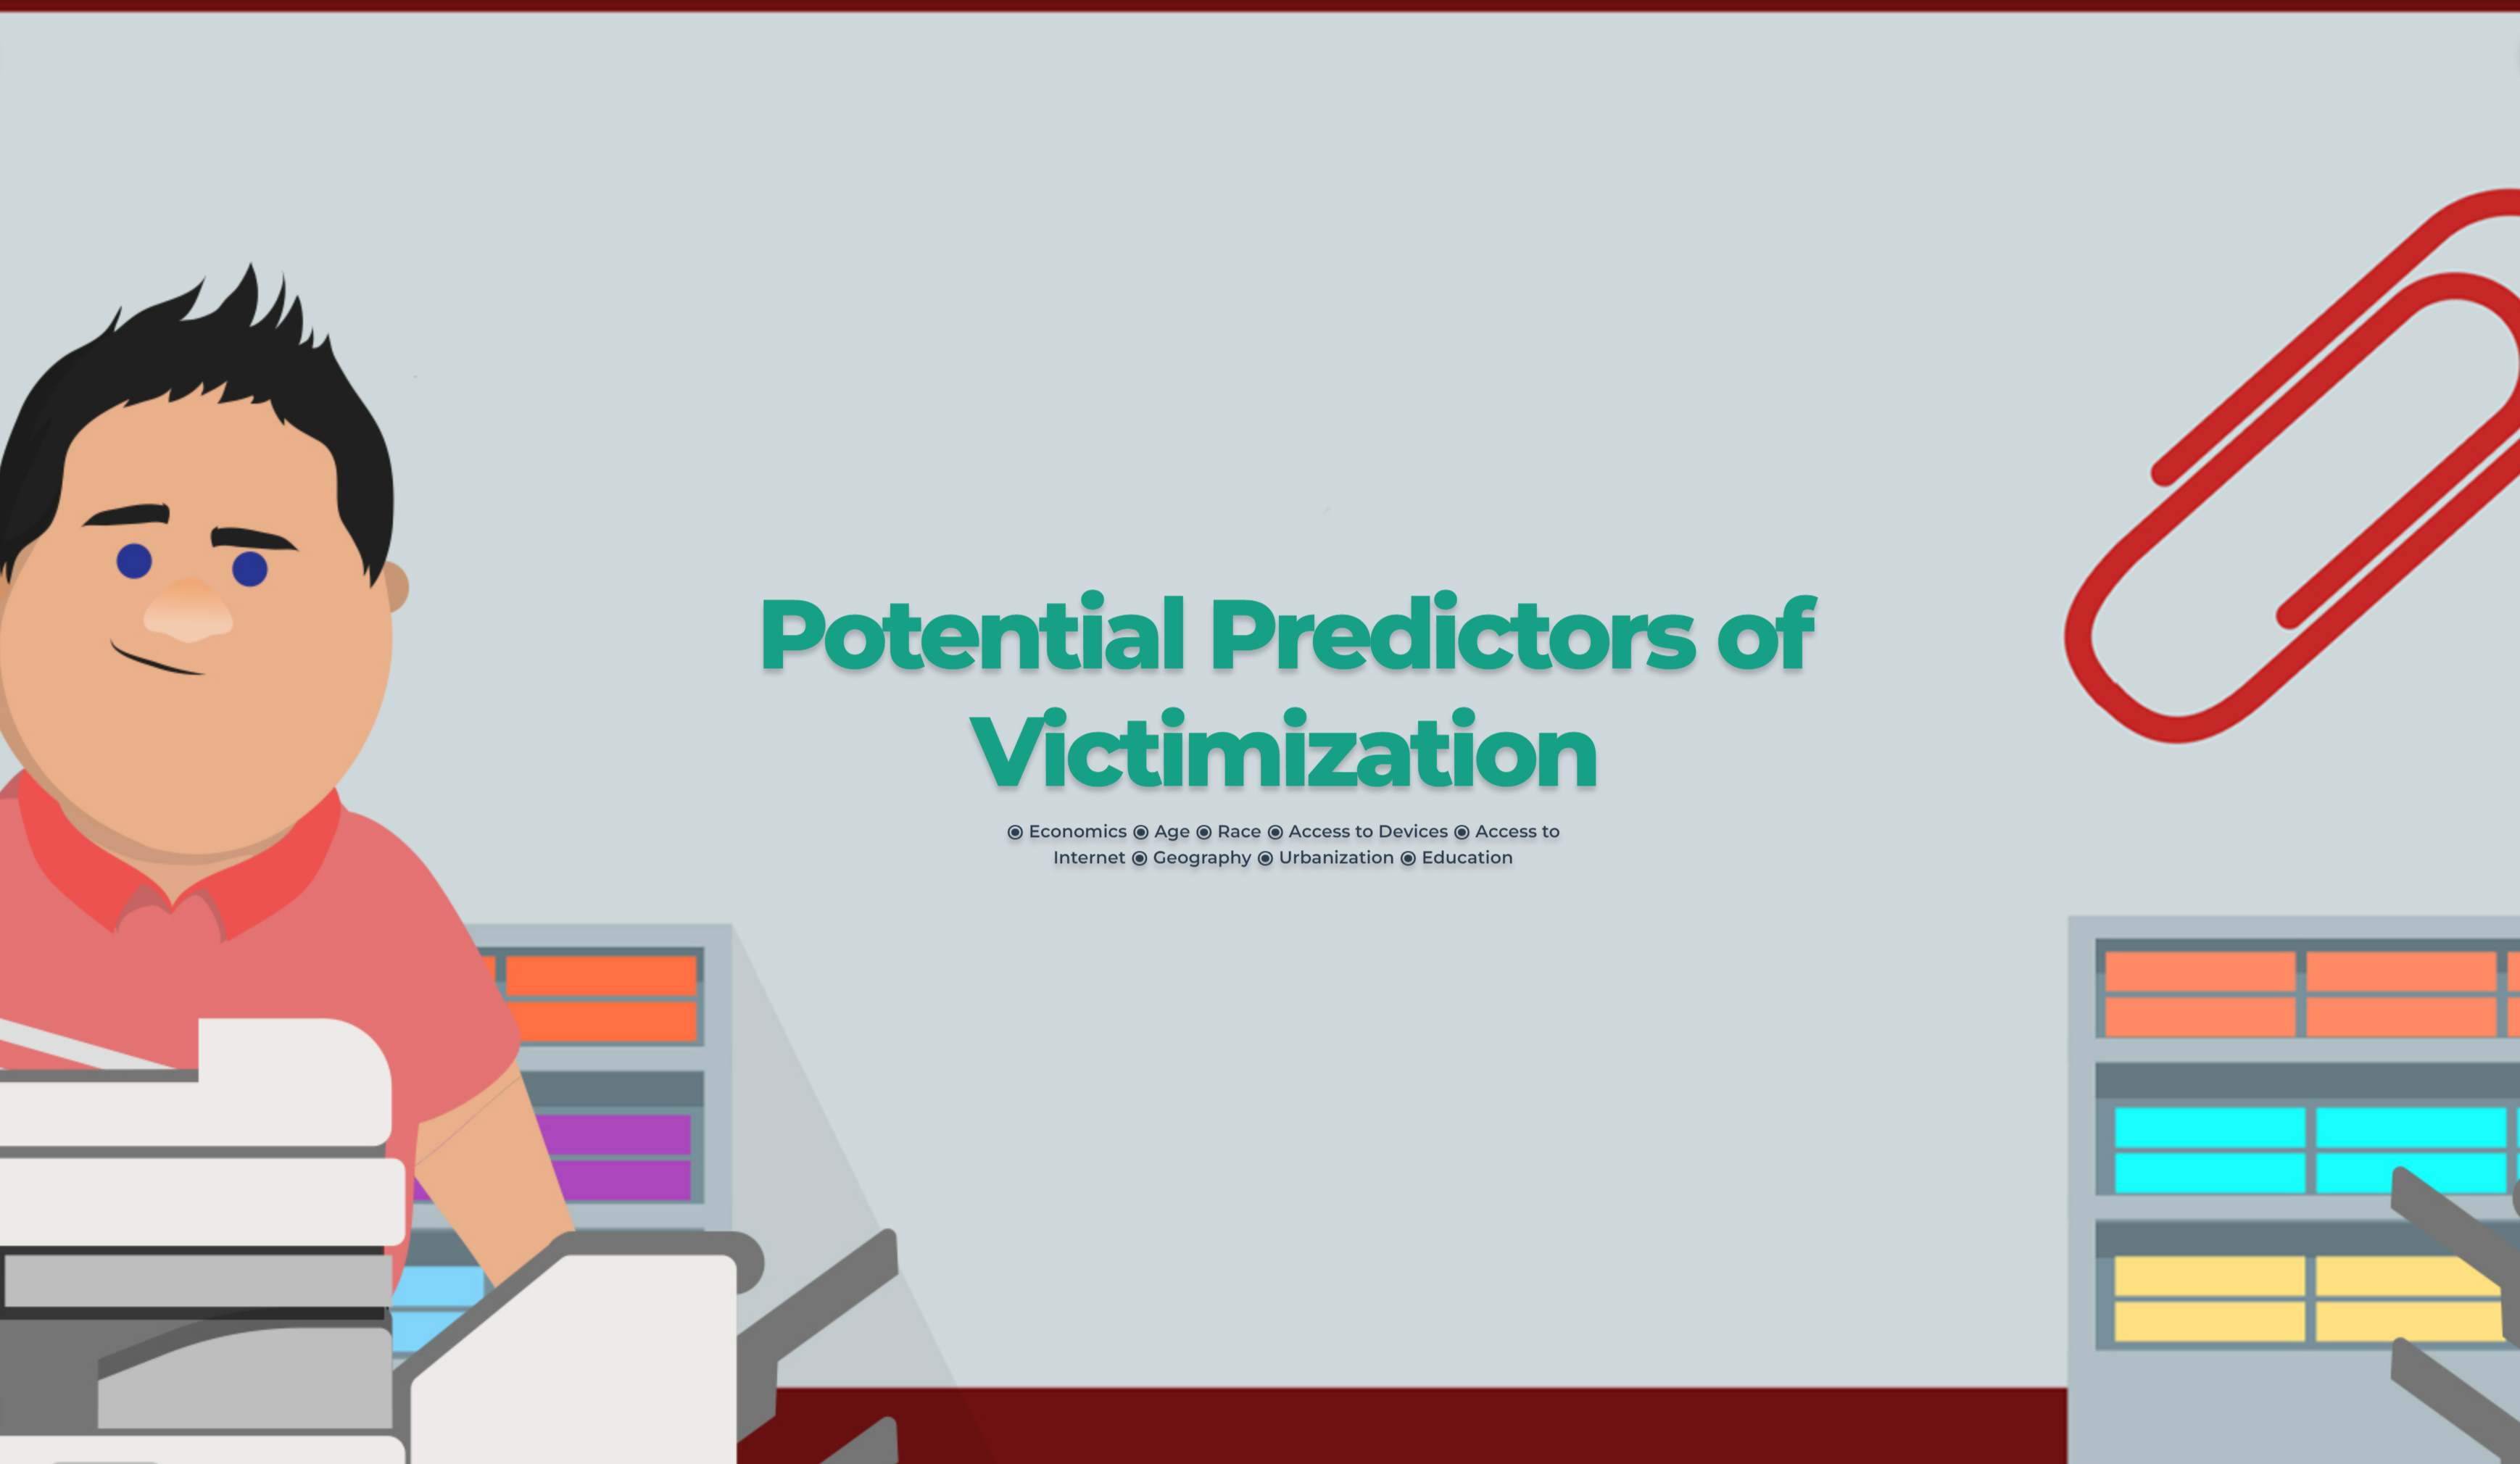 Potential Predictors of
Victimization
◉ Economics ◉ Age ◉ Race ◉ Access to Devices ◉ Access to
Internet ◉ Geography ◉ Urbanization ◉ Education